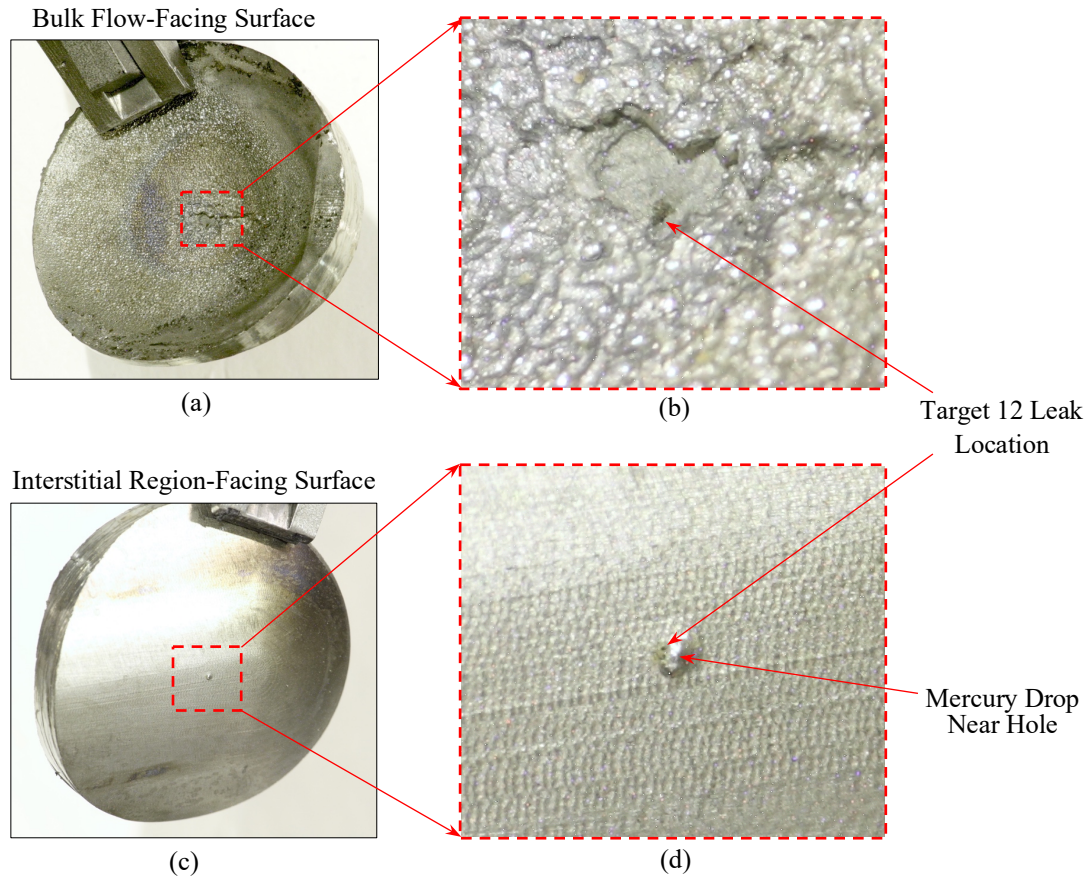 Bulk Flow-Facing Surface
(a)
(b)
Target 12 Leak
Location
Interstitial Region-Facing Surface
Mercury Drop
Near Hole
(c)
(d)